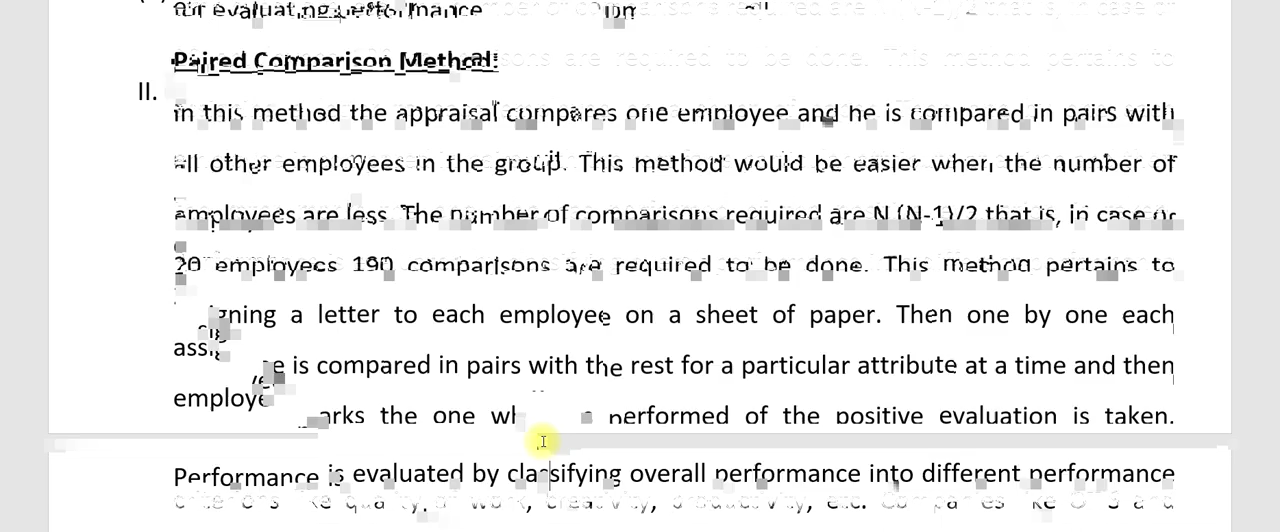 for evaluating performance
Paired Comparison Method:
II.
In this method the appraisal compares one employee and he is compared in pairs with
all other employees in the group. This method would be easier when the number of
employees are less. The number of comparisons required are N (N-1)/2 that is, in case or
20 employees 190 comparisons are required to be done. This method pertains to
assigning a letter to each employee on a sheet of paper. Then one by one each
employee is compared in pairs with the rest for a particular attribute at a time and then
arks the one performed of the positive evaluation is taken.
Performance is evaluated by classifying overall performance into different performance